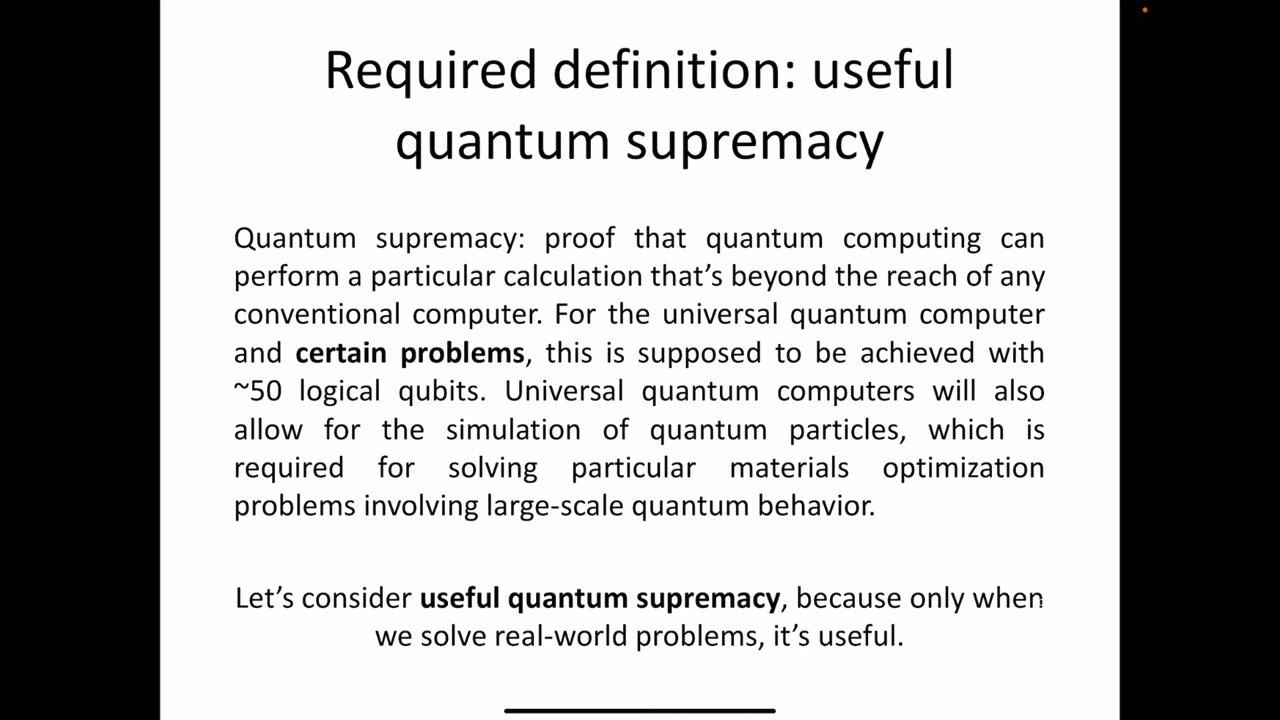 Required definition: useful
quantum supremacy
Quantum supremacy: proof that quantum computing can
perform a particular calculation that’s beyond the reach of any
conventional computer. For the universal quantum computer
and certain problems, this is supposed to be achieved with
~50 logical qubits. Universal quantum computers will also
allow for the simulation of quantum particles, which is
required for solving particular materials optimization
problems involving large-scale quantum behavior.
Let’s consider useful quantum supremacy, because only when
we solve real-world problems, it’s useful.